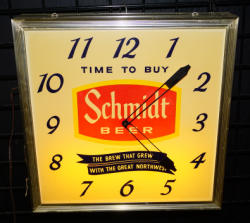 11 12 1
TIME TO BUY
10 2
Schmidt
BEER
9 3
THE BREW THAT GREW
WITH THE GREAT NORTHWEST
8 4
7 6 5